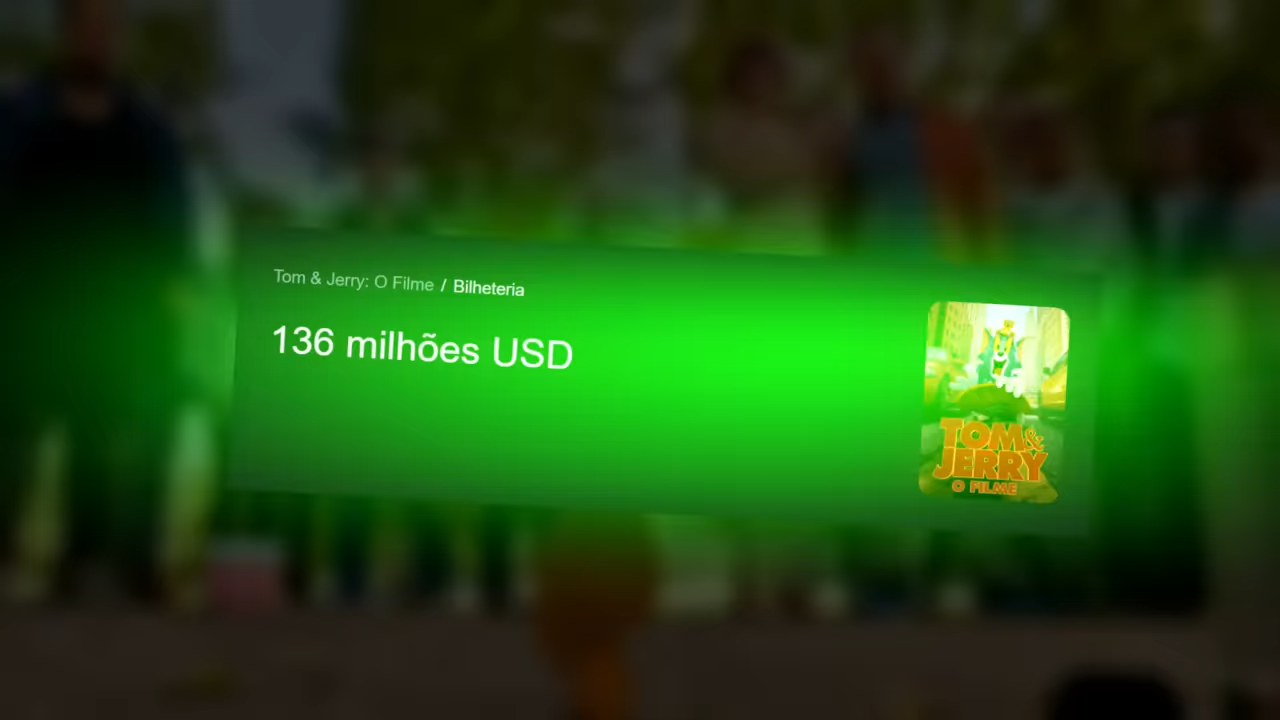 Tom & Jerry: O Filme / Bilheteria
136 milhões USD
TOM &
JERRY
O FILME